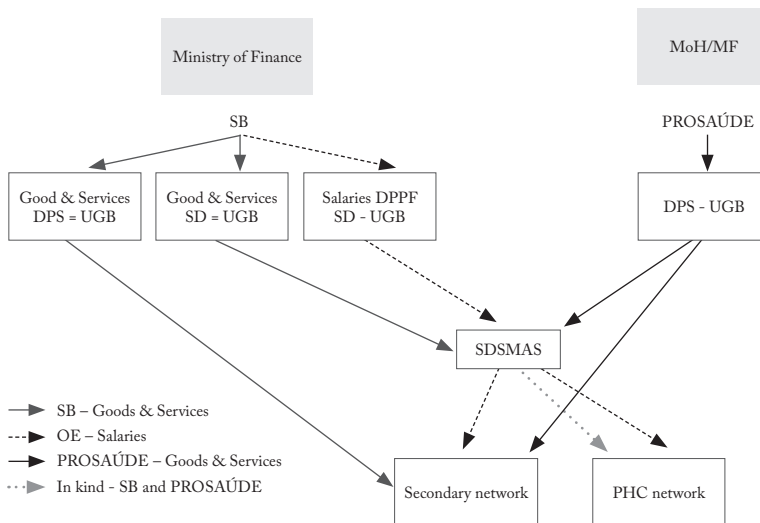 Ministry of Finance
MoH/MF
SB
PROSAÚDE
Good & Services
DPS = UGB
Good & Services
SD = UGB
Salaries DPPF
SD - UGB
DPS - UGB
SDSMAS
SB – Goods & Services
OE – Salaries
PROSAÚDE – Goods & Services
In kind - SB and PROSAÚDE
Secondary network
PHC network